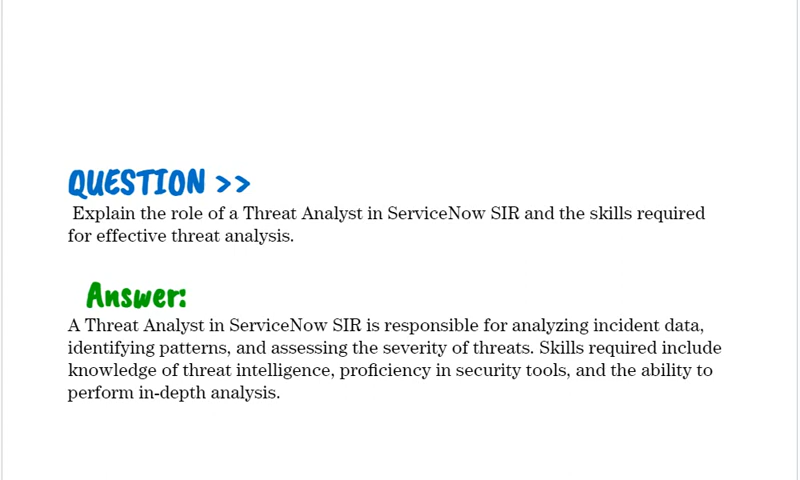 QUESTION >>
Explain the role of a Threat Analyst in ServiceNow SIR and the skills required
for effective threat analysis.
Answer:
A Threat Analyst in ServiceNow SIR is responsible for analyzing incident data,
identifying patterns, and assessing the severity of threats. Skills required include
knowledge of threat intelligence, proficiency in security tools, and the ability to
perform in-depth analysis.